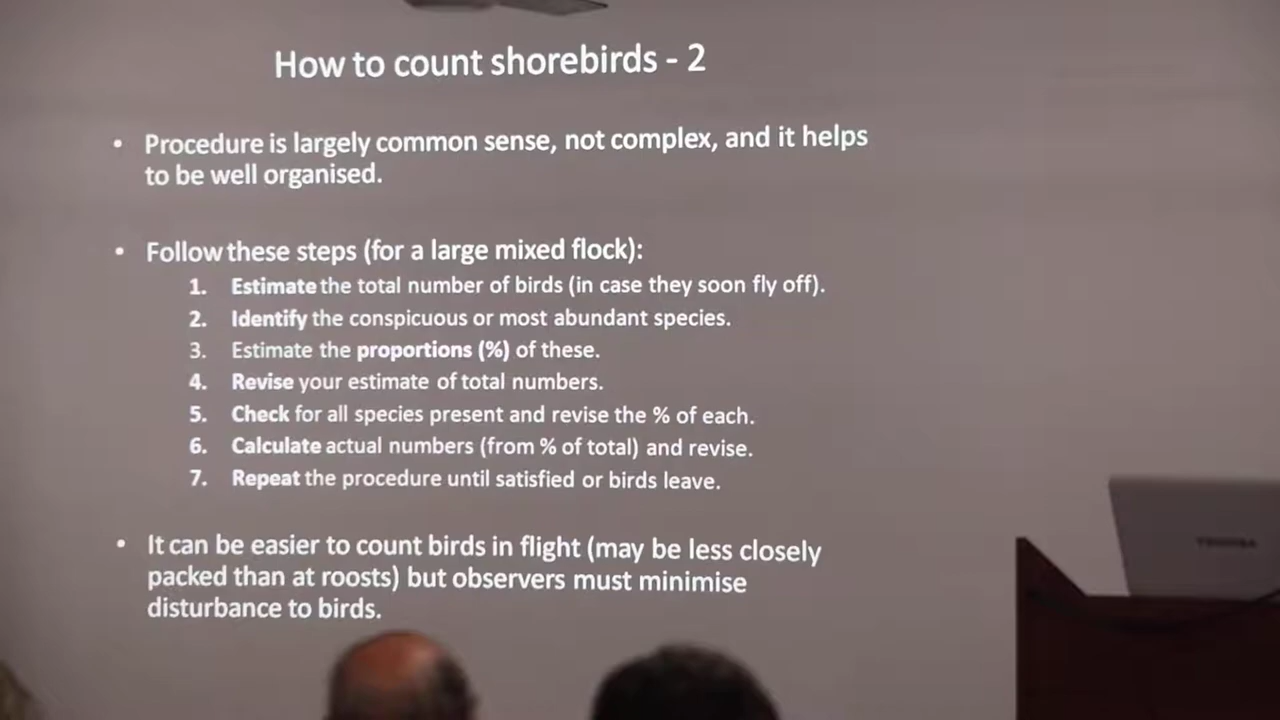 How to count shorebirds - 2
• Procedure is largely common sense, not complex, and it helps
to be well organised.
• Follow these steps (for a large mixed flock):
1. Estimate the total number of birds (in case they soon fly off).
2. Identify the conspicuous or most abundant species.
3. Estimate the proportions (%) of these.
4. Revise your estimate of total numbers.
5. Check for all species present and revise the % of each.
6. Calculate actual numbers (from % of total) and revise.
7. Repeat the procedure until satisfied or birds leave.
• It can be easier to count birds in flight (may be less closely
packed than at roosts) but observers must minimise
disturbance to birds.
TOSHIBA